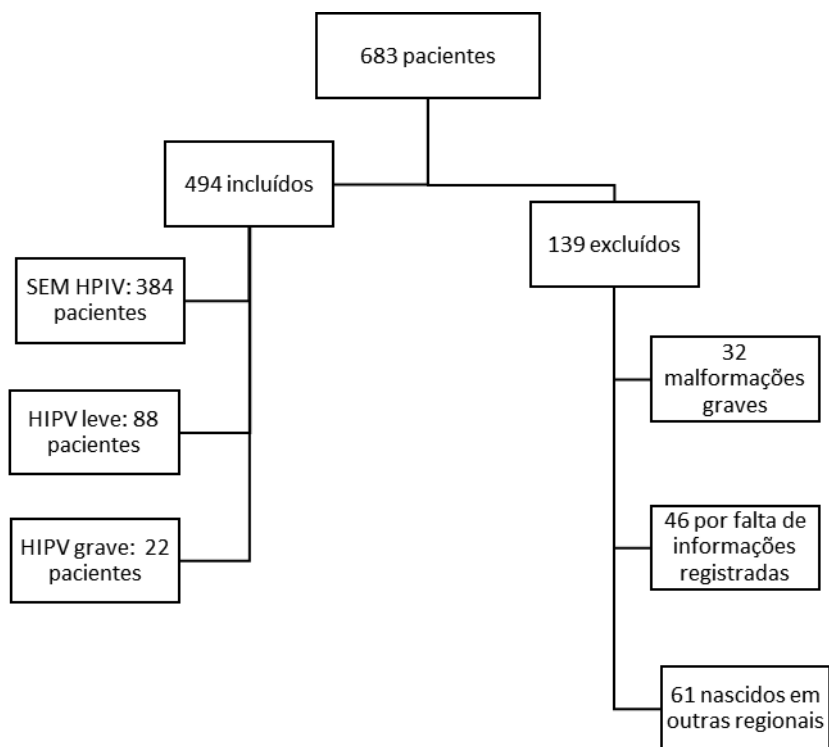 683 pacientes
494 incluídos
139 excluídos
SEM HPIV: 384
pacientes
HIPV leve: 88
pacientes
HIPV grave: 22
pacientes
32
malformações
graves
46 por falta de
informações
registradas
61 nascidos em
outras regionais